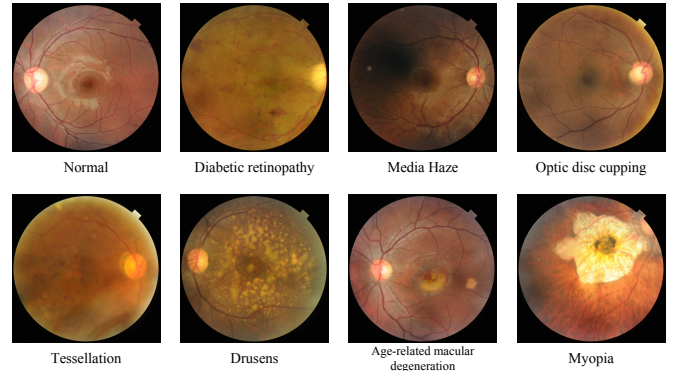 Normal
Diabetic retinopathy
Media Haze
Optic disc cupping
Tessellation
Drusens
Age-related macular
degeneration
Myopia